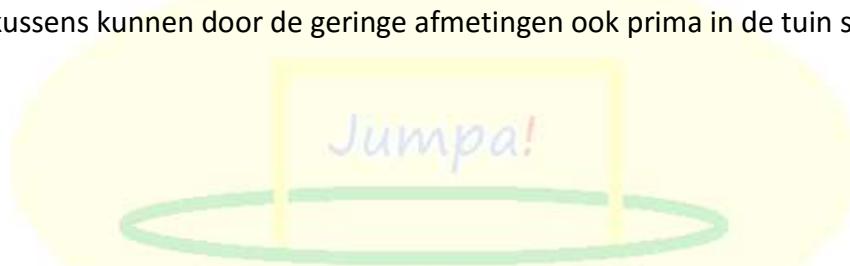 kussens kunnen door de geringe afmetingen ook prima in de tuin s
Jumpa!